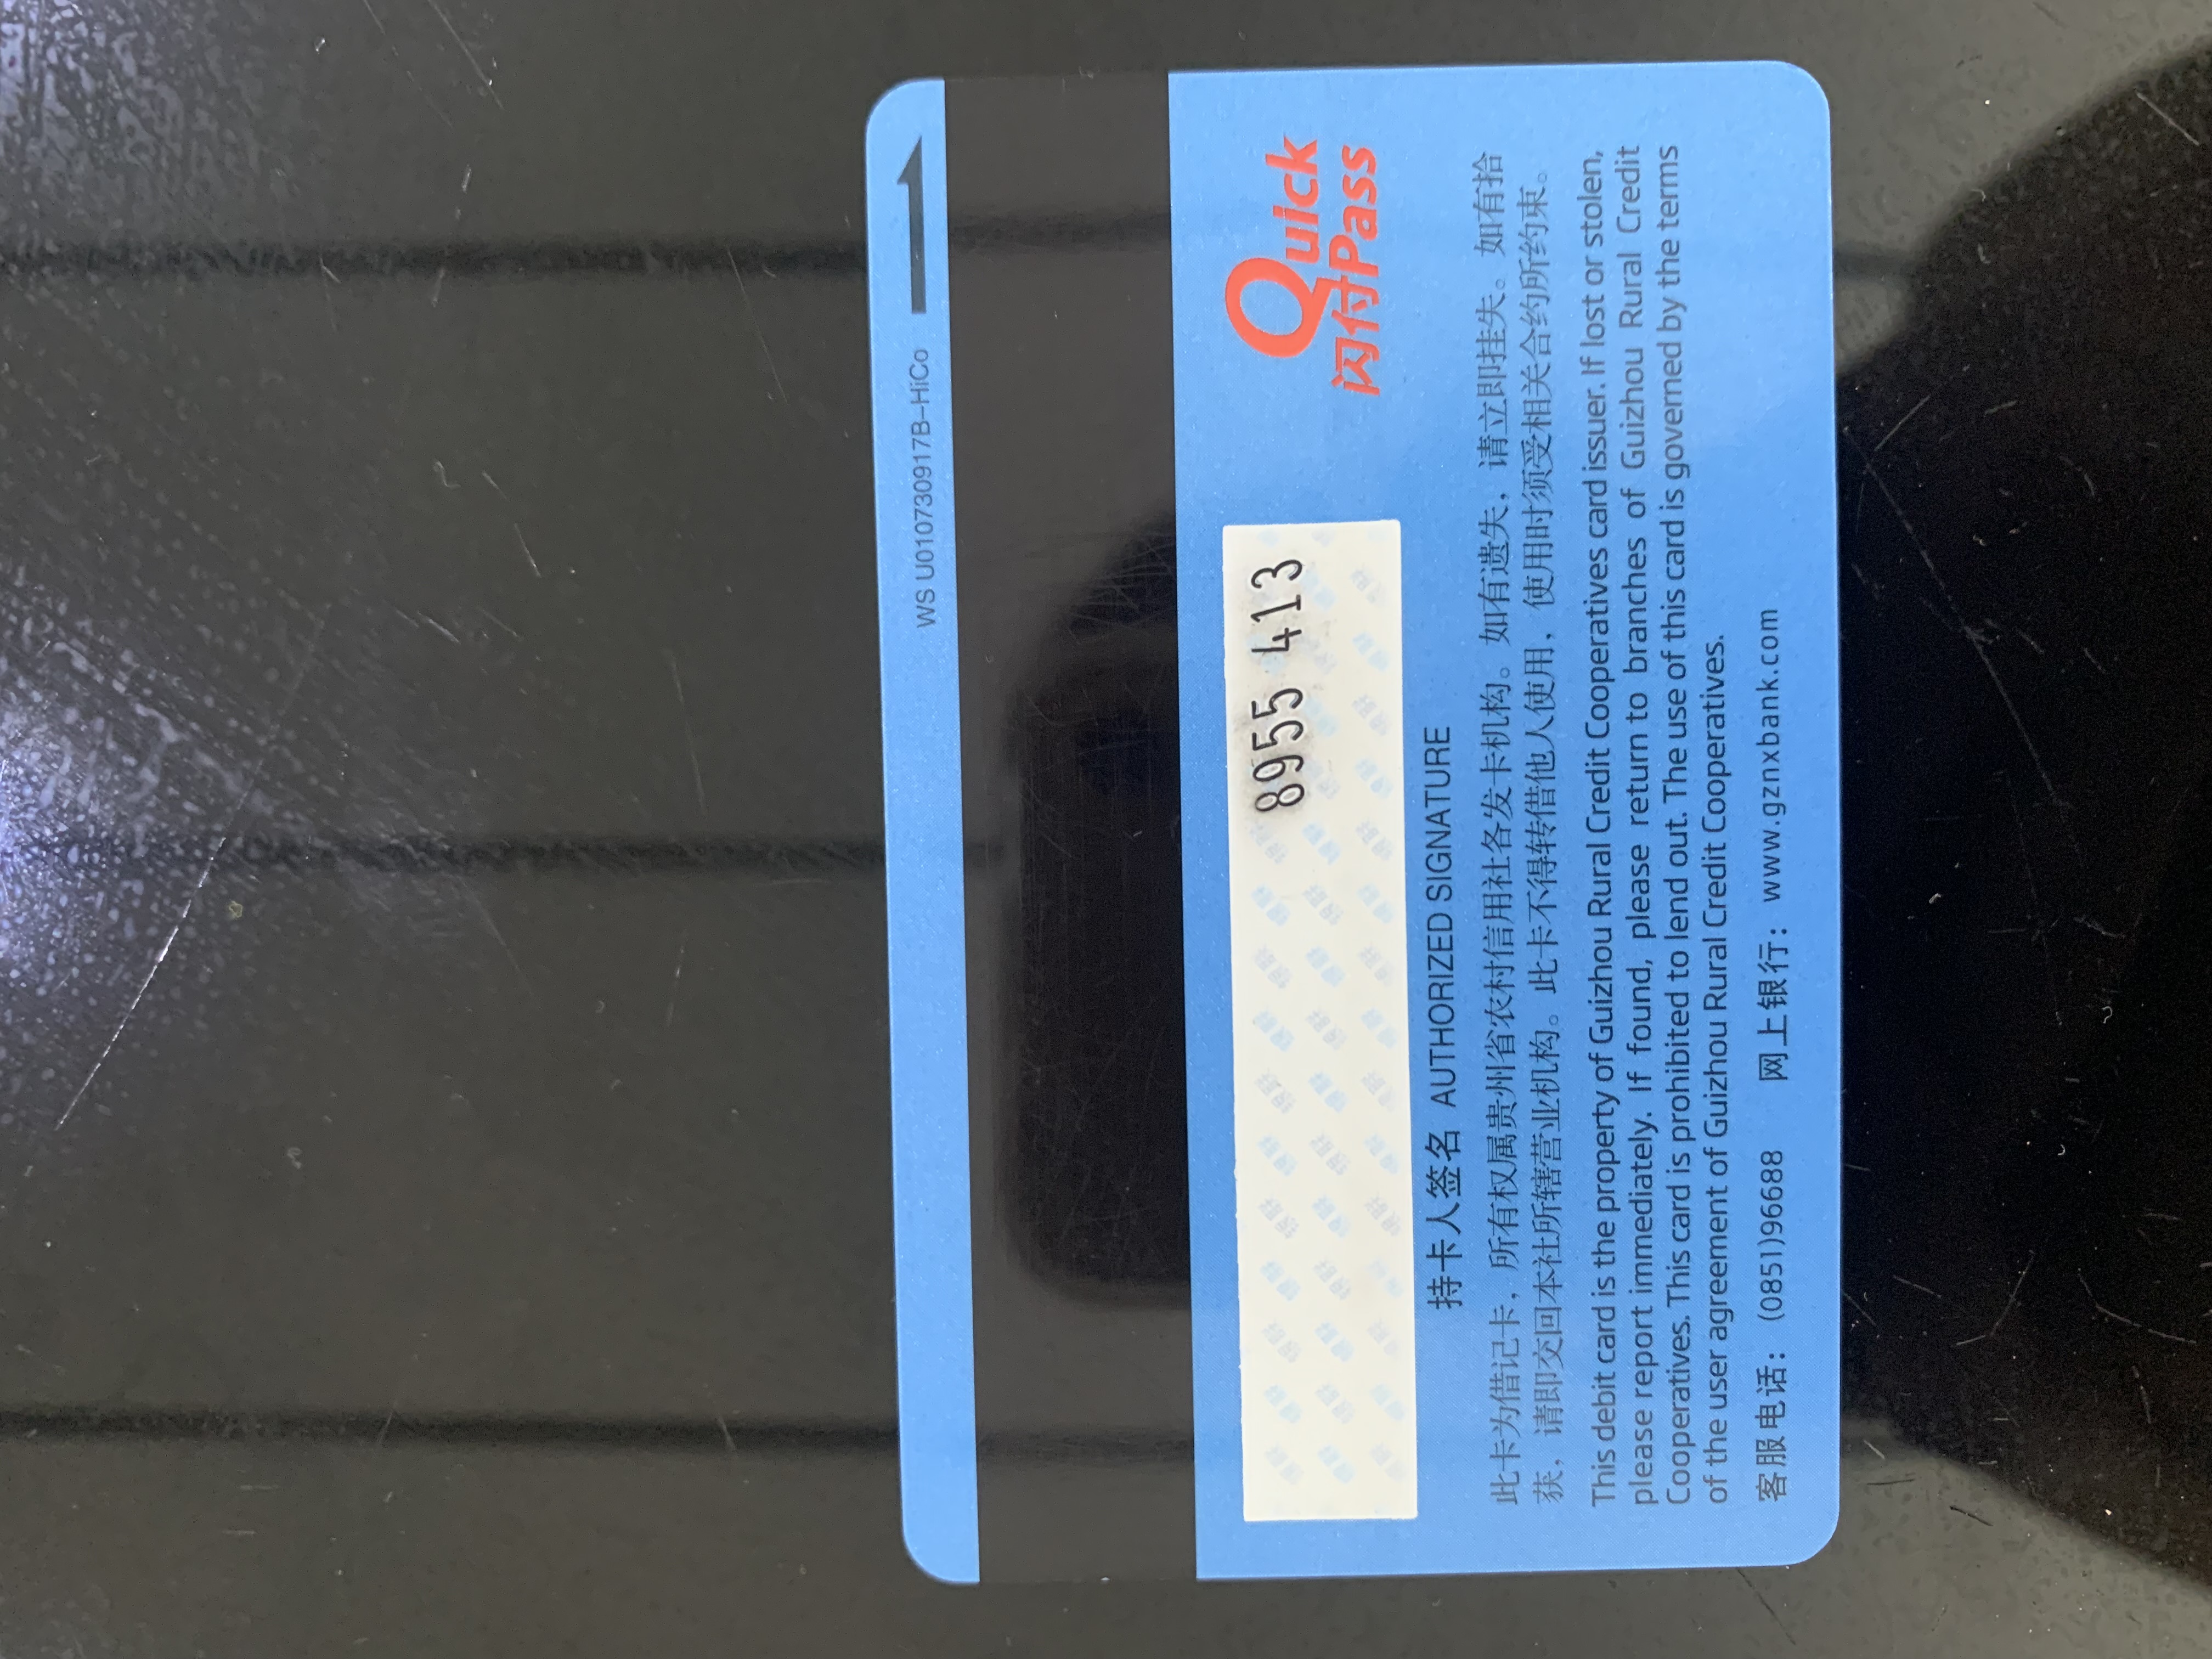 WS U01073091​7B-HiCo
Quick
闪付Pass
8955 413
持卡人签名 AUTHORIZED SIGNATURE
此卡为借记卡，所有权属贵州省农村信用社各发卡机构。如有遗失，请立即挂失。如有拾
获，请即交回本社所辖营业机构。此卡不得转借他人使用，使用时须受相关合约所约束。
This debit card is the property of Guizhou Rural Credit Cooperatives card issuer. If lost or stolen,
please report immediately. If found, please return to branches of Guizhou Rural Credit
Cooperatives. This card is prohibited to lend out. The use of this card is governed by the terms
of the user agreement of Guizhou Rural Credit Cooperatives.
客服电话：(0851)96688 网上银行：www.gznxbank.com